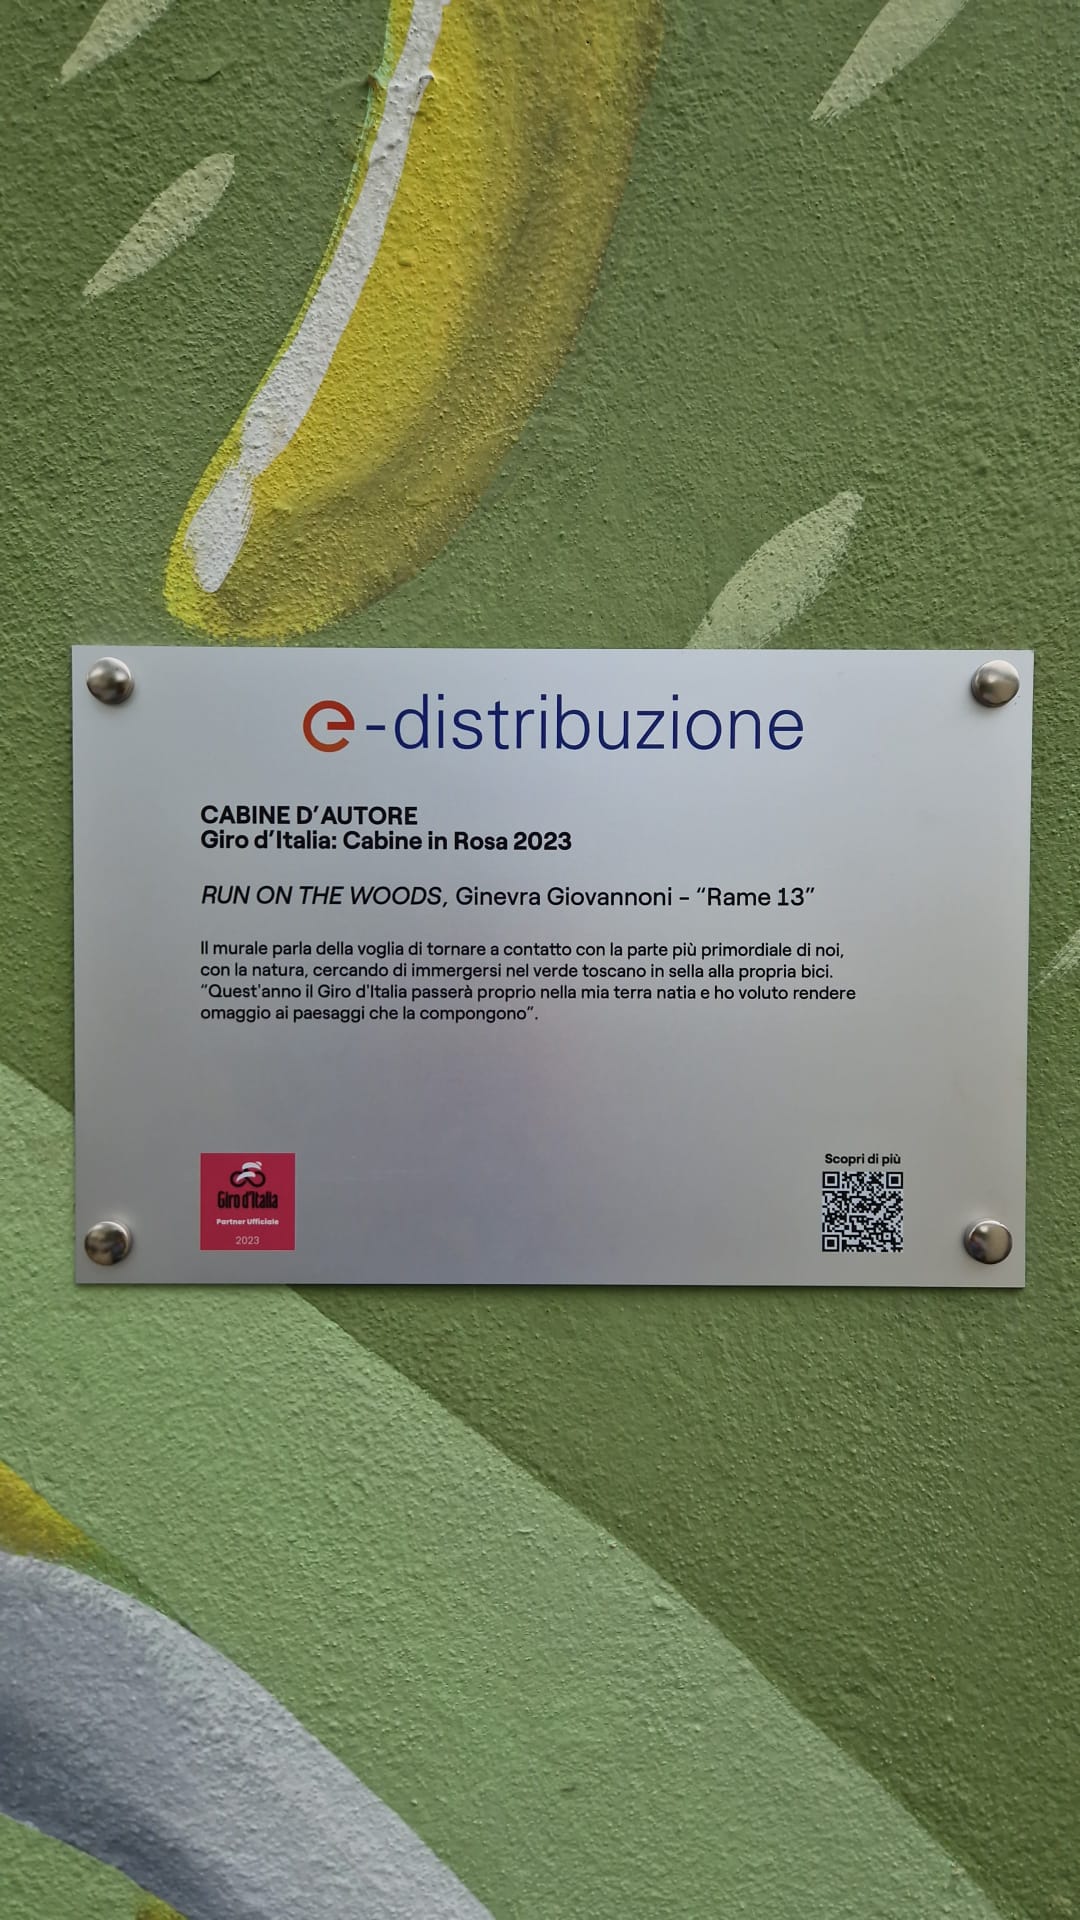 e-distribuzione
CABINE D'AUTORE
Giro d'Italia: Cabine in Rosa 2023
RUN ON THE WOODS, Ginevra Giovannoni - “Rame 13”
Il murale parla della voglia di tornare a contatto con la parte più primordiale di noi,
con la natura, cercando di immergersi nel verde toscano in sella alla propria bici.
“Quest'anno il Giro d'Italia passerà proprio nella mia terra natia e ho voluto rendere
omaggio ai paesaggi che la compongono”.
Giro d'Italia
Partner Ufficiale
2023
Scopri di più